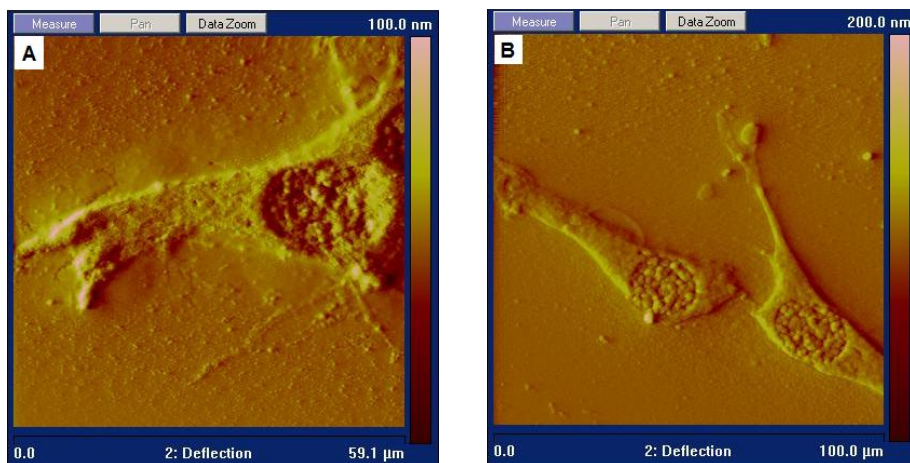 Measure Pan Data Zoom 100.0 nm
A
0.0 2: Deflection 59.1 µm
Measure Pan Data Zoom 200.0 nm
B
0.0 2: Deflection 100.0 µm